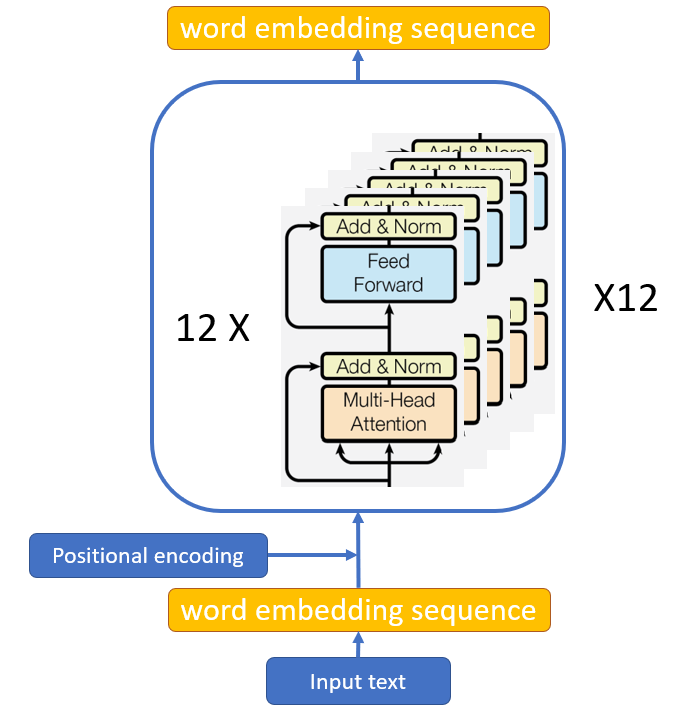 word embedding sequence
Add & Norm
Add & Norm
Add & Norm
Add & Norm
Add & Norm
Feed
Forward
12 X
X12
Add & Norm
Multi-Head
Attention
Positional encoding
word embedding sequence
Input text